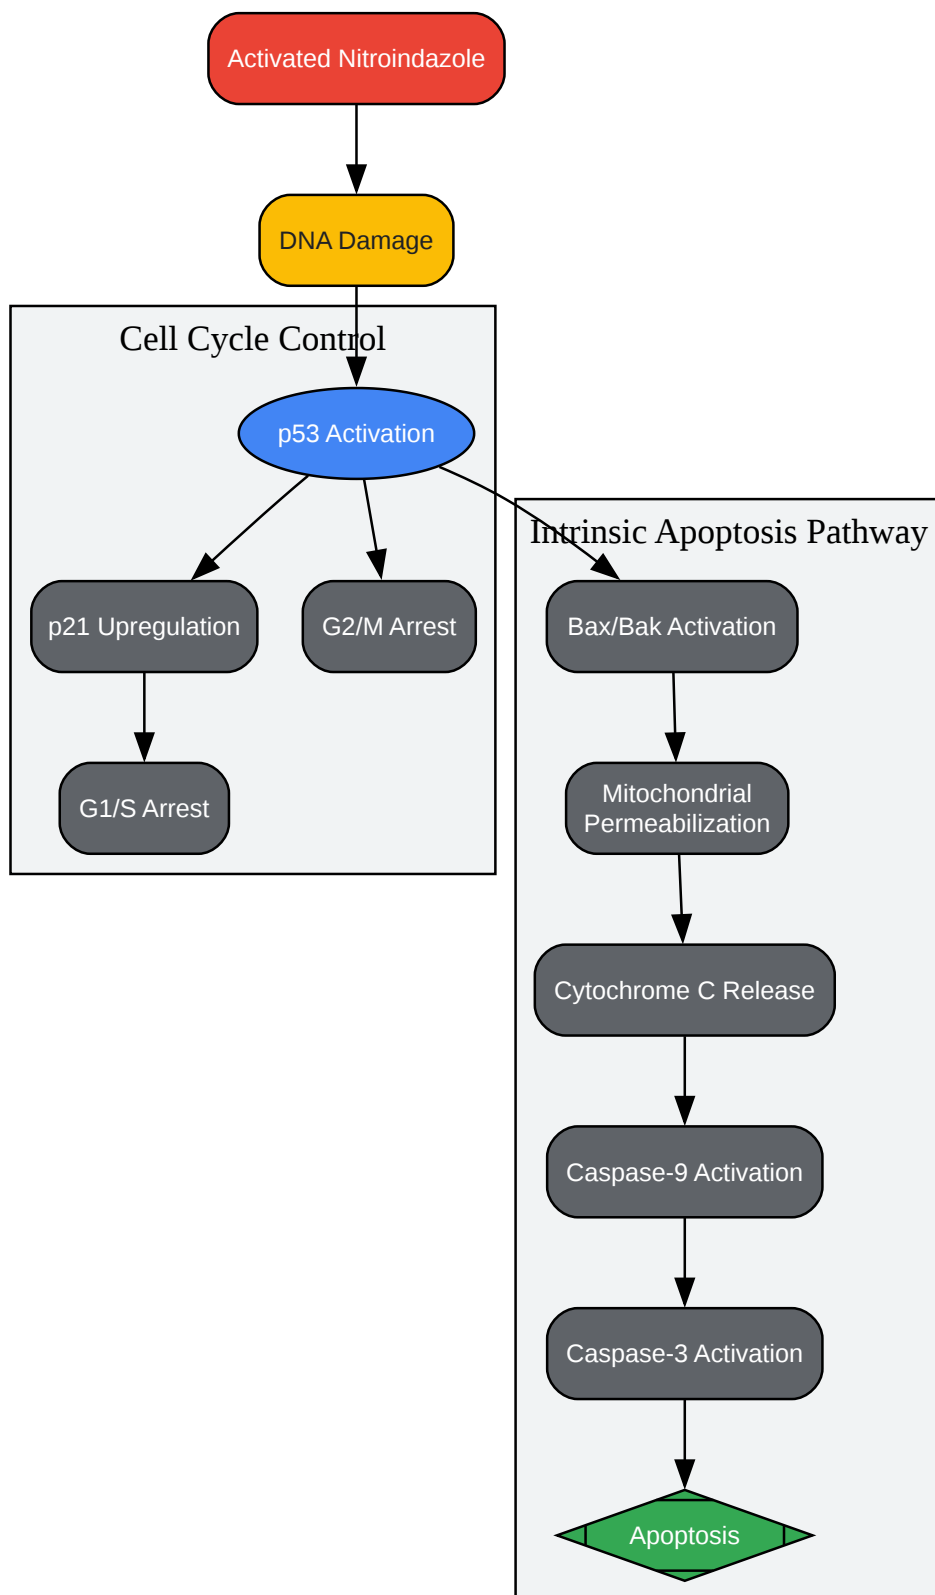 Activated Nitroindazole
DNA Damage
Cell Cycle Control
p53 Activation
Intrinsic Apoptosis Pathway
p21 Upregulation
G2/M Arrest
Bax/Bak Activation
G1/S Arrest
Mitochondrial
Permeabilization
Cytochrome C Release
Caspase-9 Activation
Caspase-3 Activation
Apoptosis